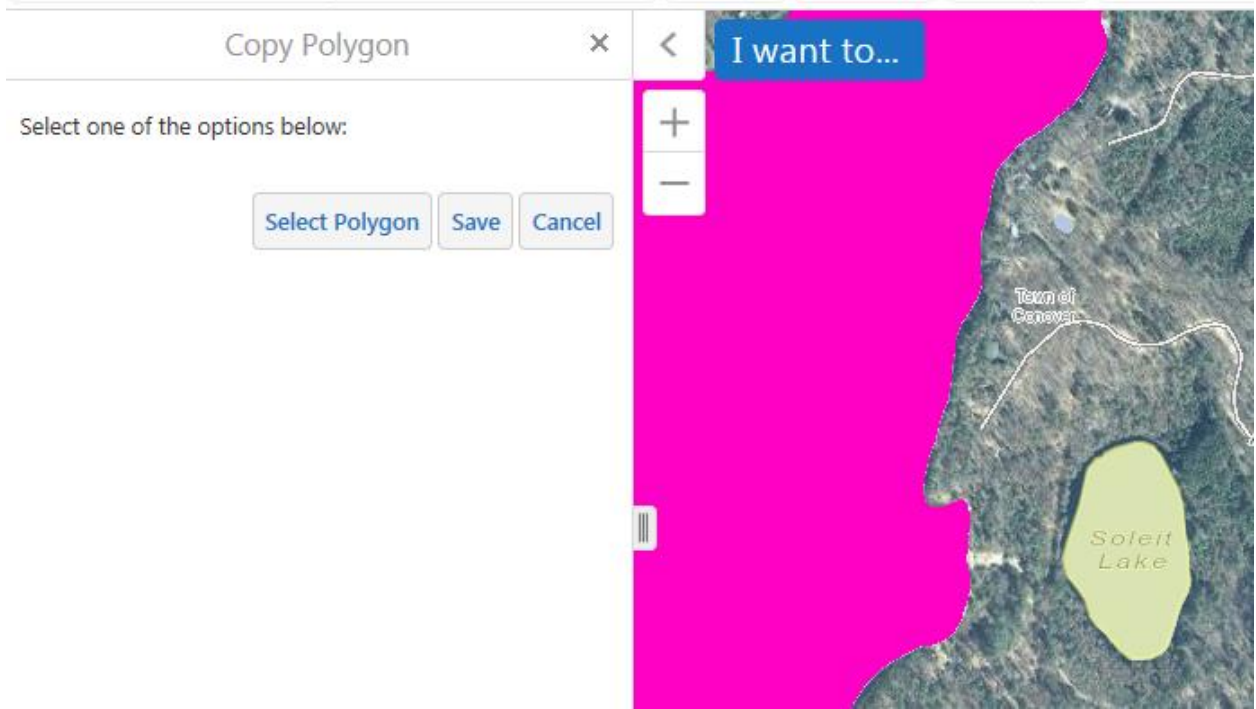 Copy Polygon
I want to...
Select one of the options below:
Select Polygon
Save
Cancel
Town of
Conover
Soleit
Lake